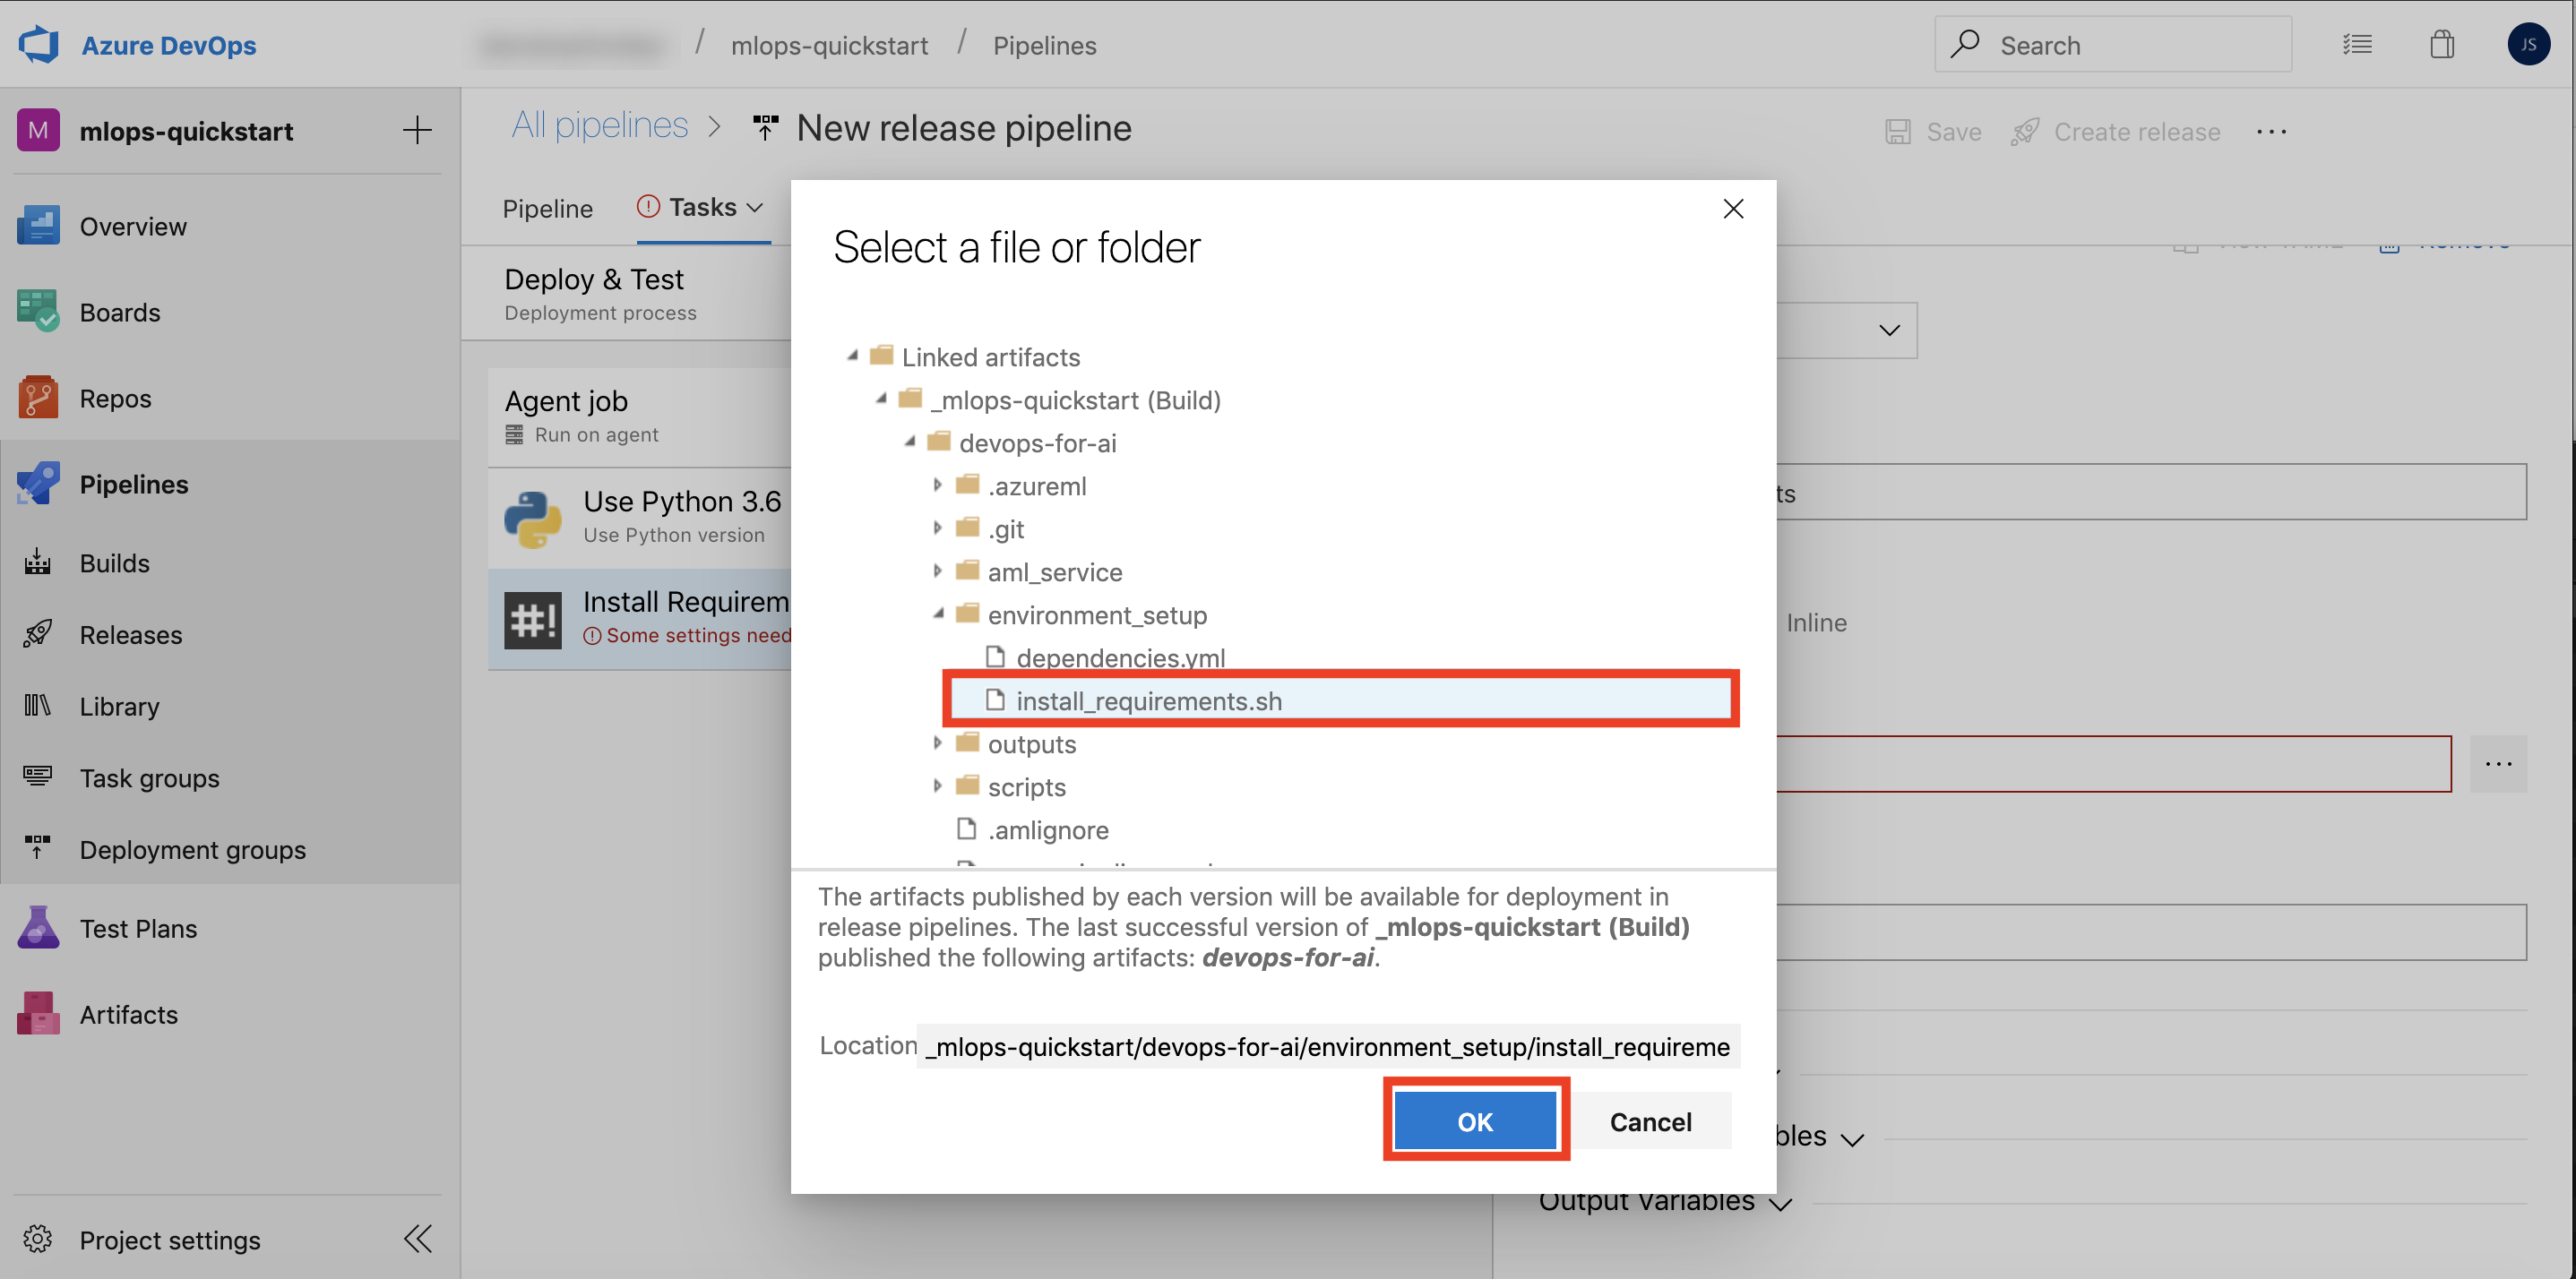 Azure DevOps
/ mlops-quickstart / Pipelines
Search
JS
M mlops-quickstart
Overview
Boards
Repos
Pipelines
Builds
Releases
Library
Task groups
Deployment groups
Test Plans
Artifacts
Project settings
All pipelines > New release pipeline
Save Create release ...
Pipeline Tasks
Remove
Deploy & Test
Deployment process
Agent job
Run on agent
Use Python 3.6
Use Python version
#!
Install Requirem
Some settings need
Select a file or folder
Linked artifacts
_mlops-quickstart (Build)
devops-for-ai
.azureml
.git
aml_service
environment_setup
dependencies.yml
install_requirements.sh
outputs
scripts
.amlignore
The artifacts published by each version will be available for deployment in
release pipelines. The last successful version of _mlops-quickstart (Build)
published the following artifacts: devops-for-ai.
Location _mlops-quickstart/devops-for-ai/environment_setup/install_requireme
OK Cancel
ts
Inline
...
bles
Output Variables